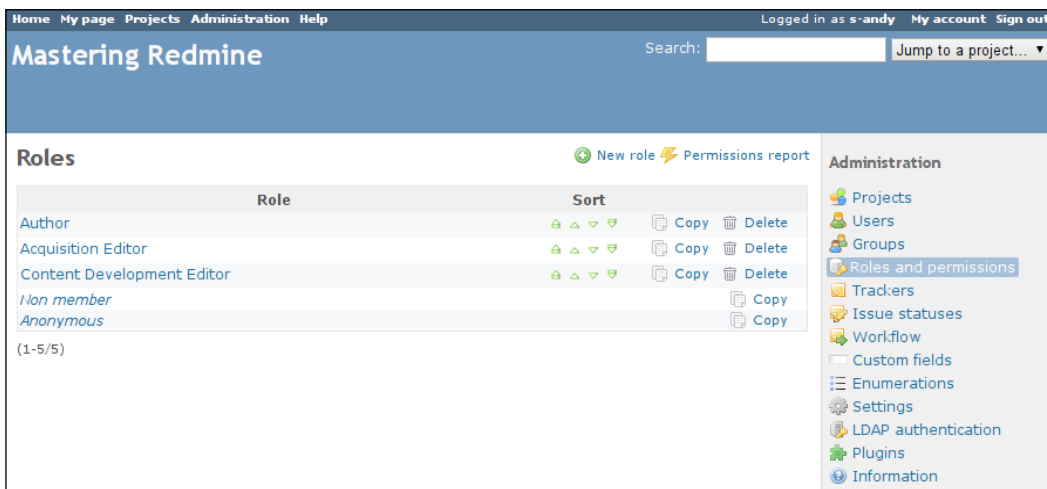 Home My page Projects Administration Help Logged in as s-andy My account Sign out
Mastering Redmine Search: Jump to a project...
Roles New role Permissions report
Role Sort
Author Copy Delete
Acquisition Editor Copy Delete
Content Development Editor Copy Delete
Non member Copy
Anonymous Copy
(1-5/5)
Administration
Projects
Users
Groups
Roles and permissions
Trackers
Issue statuses
Workflow
Custom fields
Enumerations
Settings
LDAP authentication
Plugins
Information